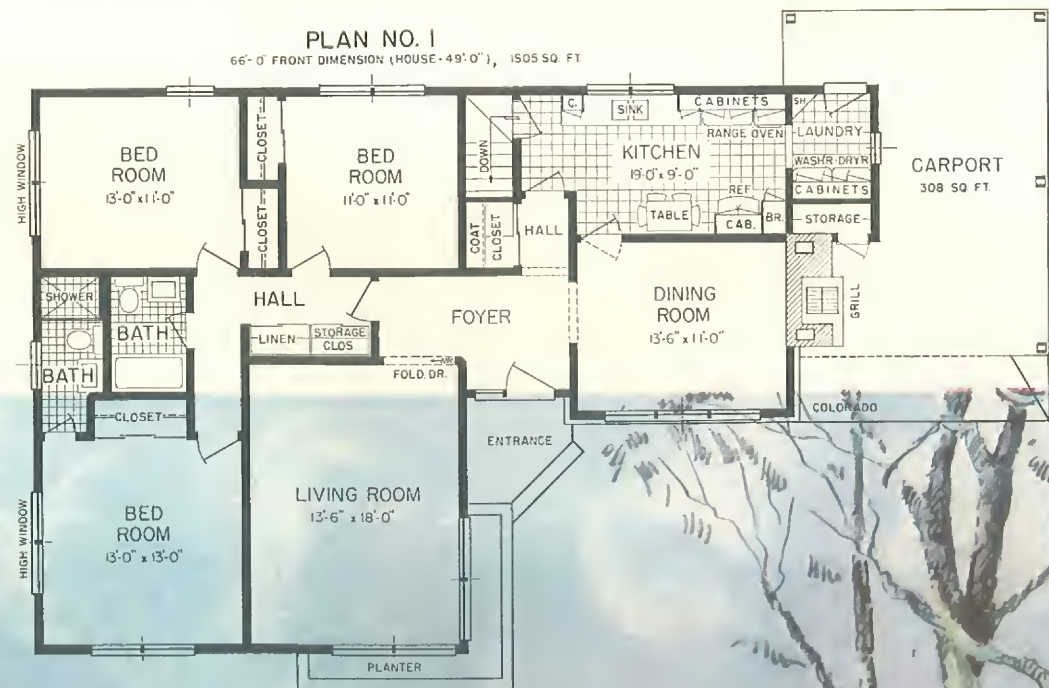 PLAN NO. 1
66'-0" FRONT DIMENSION (HOUSE-49'-0"), 1505 SQ. FT.
HIGH WINDOW
BED
ROOM
13'-0" x 11'-0"
CLOSET
CLOSET
BED
ROOM
11'-0" x 11'-0"
DOWN
COAT
CLOSET
C.
SINK
CABINETS
RANGE OVEN
KITCHEN
19'-0" x 9'-0"
REF
TABLE
CAB.
BR.
SH.
LAUNDRY
WASH'R-DRY'R
CABINETS
STORAGE
CARPORT
308 SQ FT.
HALL
SHOWER
BATH
BATH
HALL
LINEN
STORAGE
CLOS
FOYER
FOLD. DR.
DINING
ROOM
13'-6" x 11'-0"
GRILL
COLORADO
CLOSET
ENTRANCE
HIGH WINDOW
BED
ROOM
13'-0" x 13'-0"
LIVING ROOM
13'-6" x 18'-0"
PLANTER